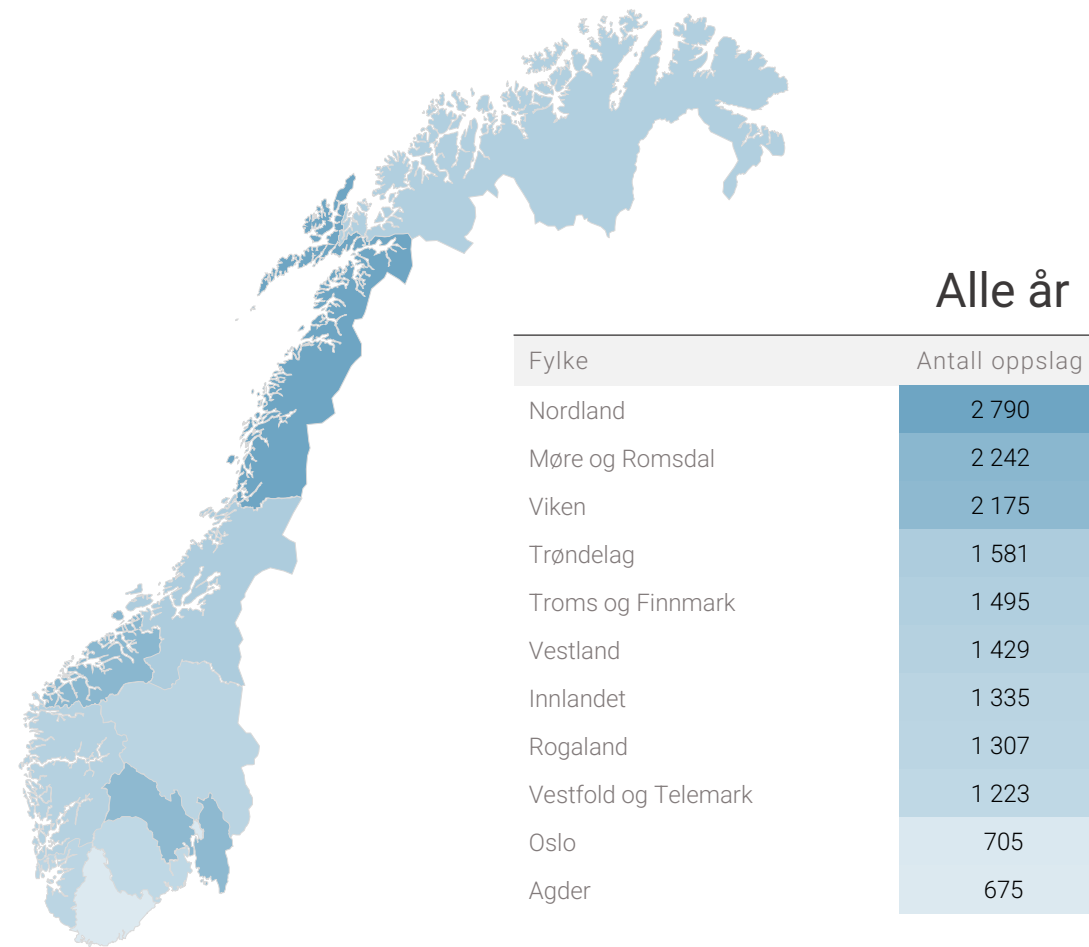 Alle år
Fylke Antall oppslag
Nordland 2 790
Møre og Romsdal 2 242
Viken 2 175
Trøndelag 1 581
Troms og Finnmark 1 495
Vestland 1 429
Innlandet 1 335
Rogaland 1 307
Vestfold og Telemark 1 223
Oslo 705
Agder 675